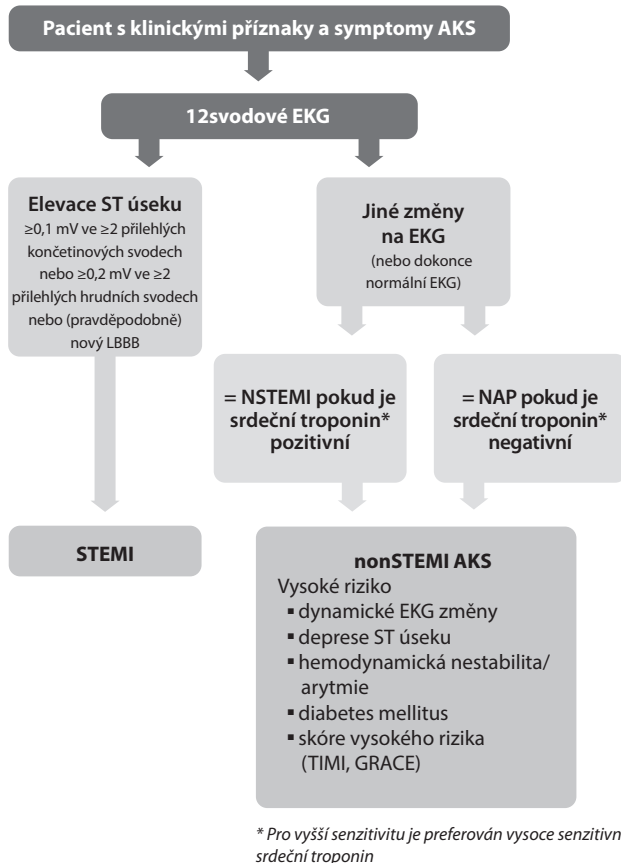 Pacient s klinickými příznaky a symptomy AKS
12svodové EKG
Elevace ST úseku
≥0,1 mV ve ≥2 přilehlých
končetinových svodech
nebo ≥0,2 mV ve ≥2
přilehlých hrudních svodech
nebo (pravděpodobně)
nový LBBB
Jiné změny
na EKG
(nebo dokonce
normální EKG)
= NSTEMI pokud je
srdeční troponin*
pozitivní
= NAP pokud je
srdeční troponin*
negativní
STEMI
nonSTEMI AKS
Vysoké riziko
▪ dynamické EKG změny
▪ deprese ST úseku
▪ hemodynamická nestabilita/
arytmie
▪ diabetes mellitus
▪ skóre vysokého rizika
(TIMI, GRACE)
* Pro vyšší senzitivitu je preferován vysoce senzitivn
srdeční troponin